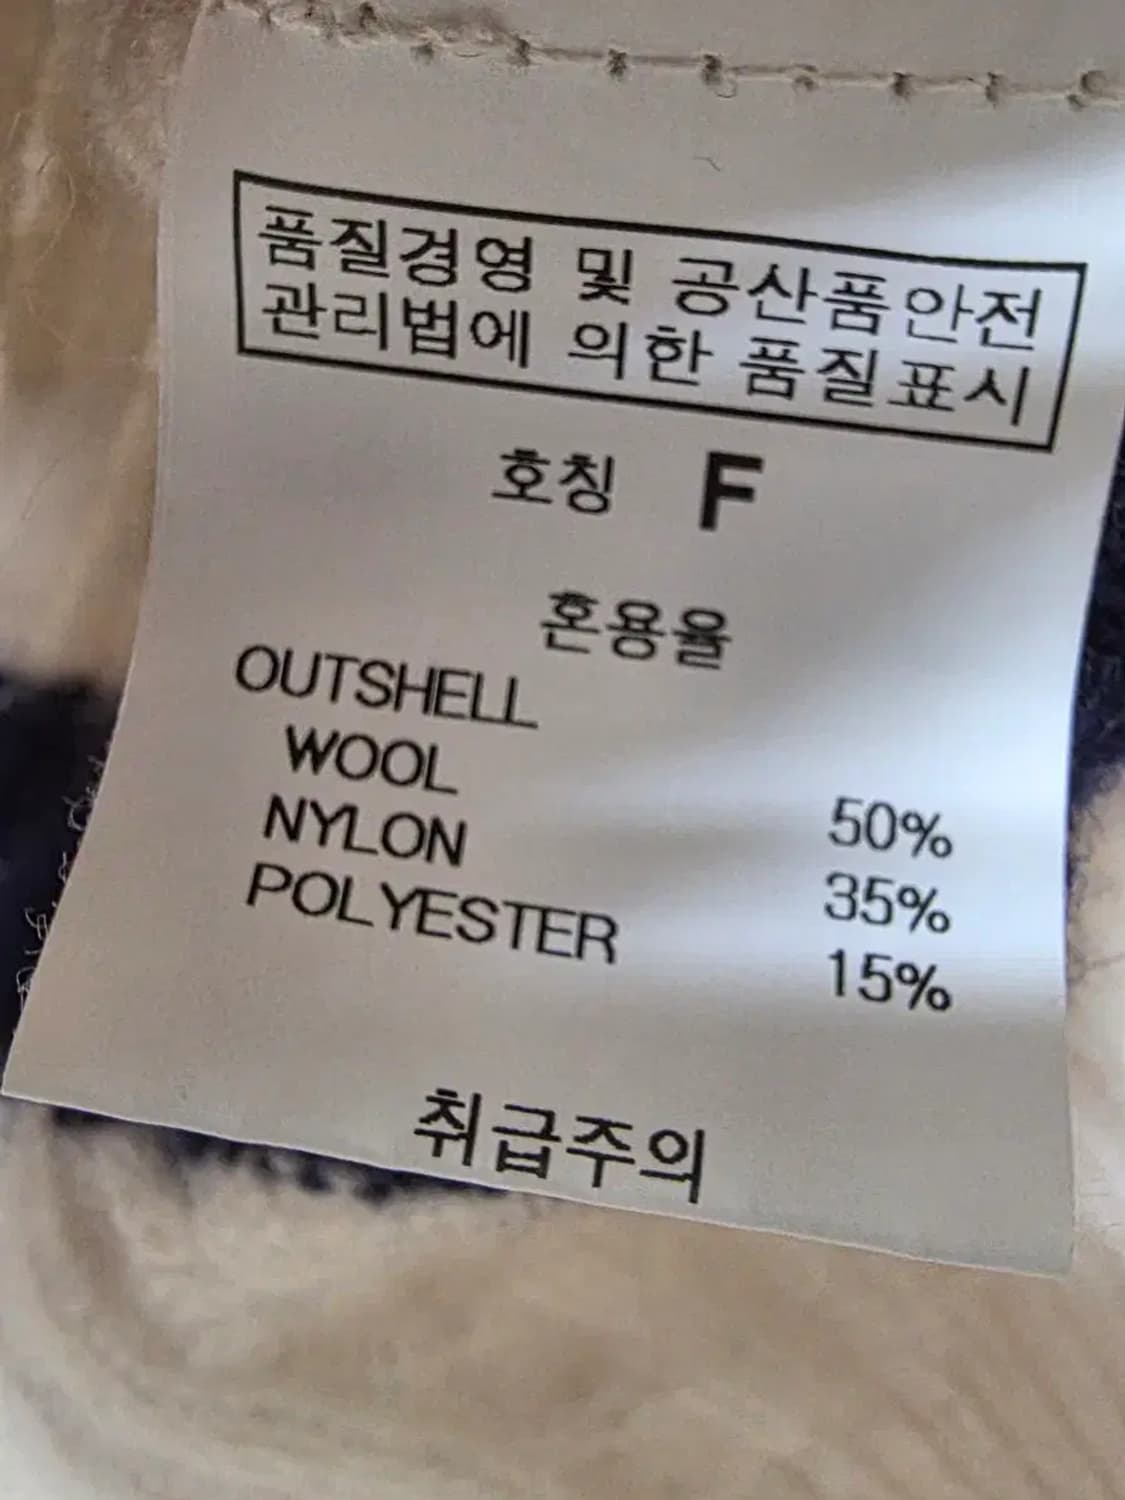 품질경영 및 공산품안전
관리법에 의한 품질표시
호칭 F
혼용율
OUTSHELL
WOOL 50%
NYLON 35%
POLYESTER 15%
취급주의